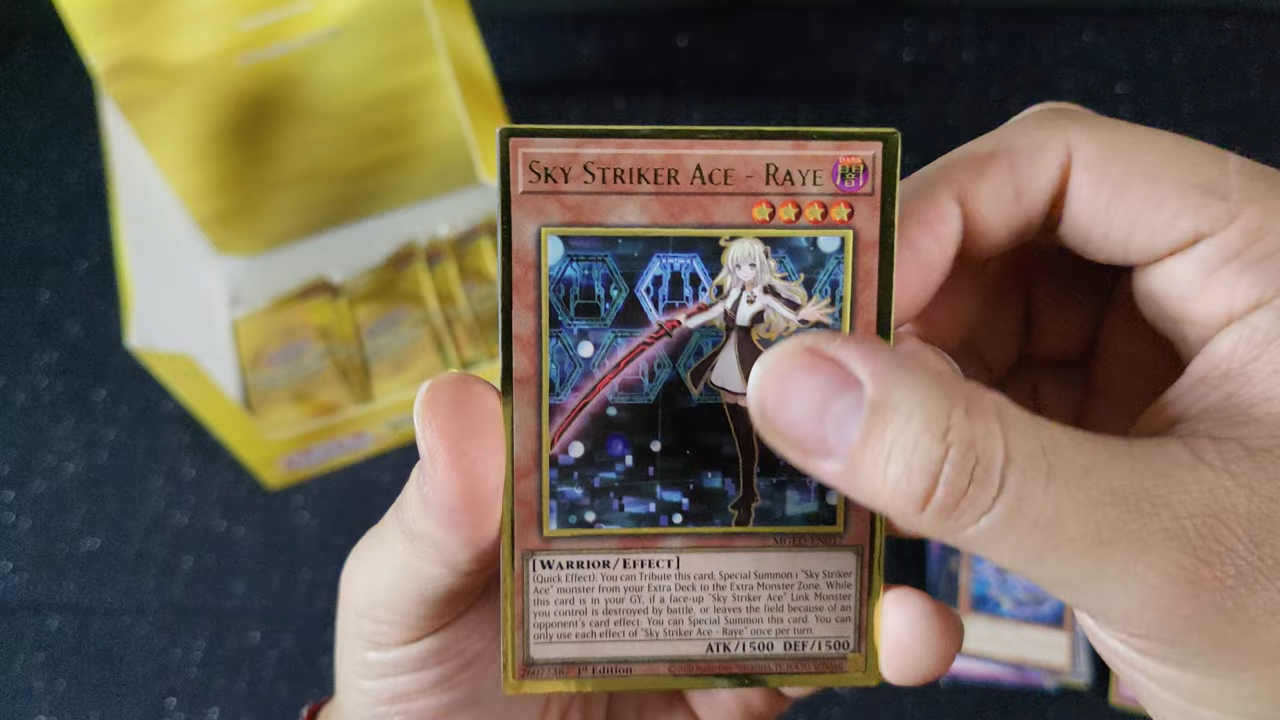 SKY STRIKER ACE - RAYE
DARK
闇
MGED-EN017
[WARRIOR/EFFECT]
(Quick Effect): You can Tribute this card; Special Summon 1 "Sky Striker
Ace" monster from your Extra Deck to the Extra Monster Zone. While
this card is in your GY, if a face-up "Sky Striker Ace" Link Monster
you control is destroyed by battle, or leaves the field because of an
opponent's card effect: You can Special Summon this card. You can
only use each effect of "Sky Striker Ace - Raye" once per turn.
ATK/1500 DEF/1500
1st Edition